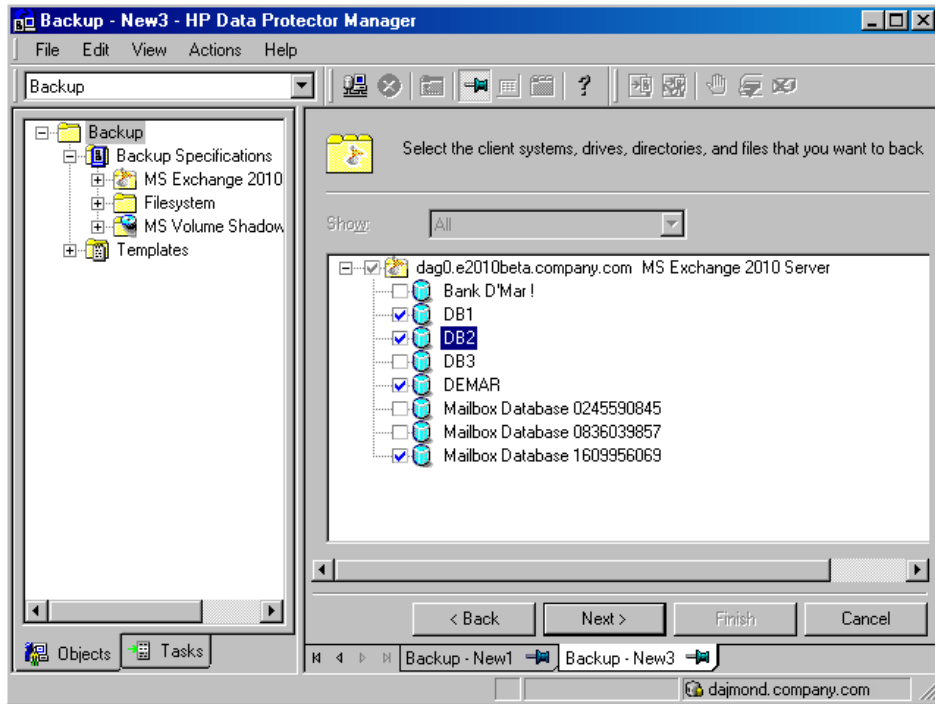 Backup - New3 - HP Data Protector Manager
File Edit View Actions Help
Backup
Backup
Backup Specifications
MS Exchange 2010
Filesystem
MS Volume Shadow
Templates
Objects Tasks
Select the client systems, drives, directories, and files that you want to back
Show: All
dag0.e2010beta.company.com MS Exchange 2010 Server
Bank D'Mar!
DB1
DB2
DB3
DEMAR
Mailbox Database 0245590845
Mailbox Database 0836039857
Mailbox Database 1609956069
< Back Next > Finish Cancel
Backup - New1 Backup - New3
dajmond.company.com